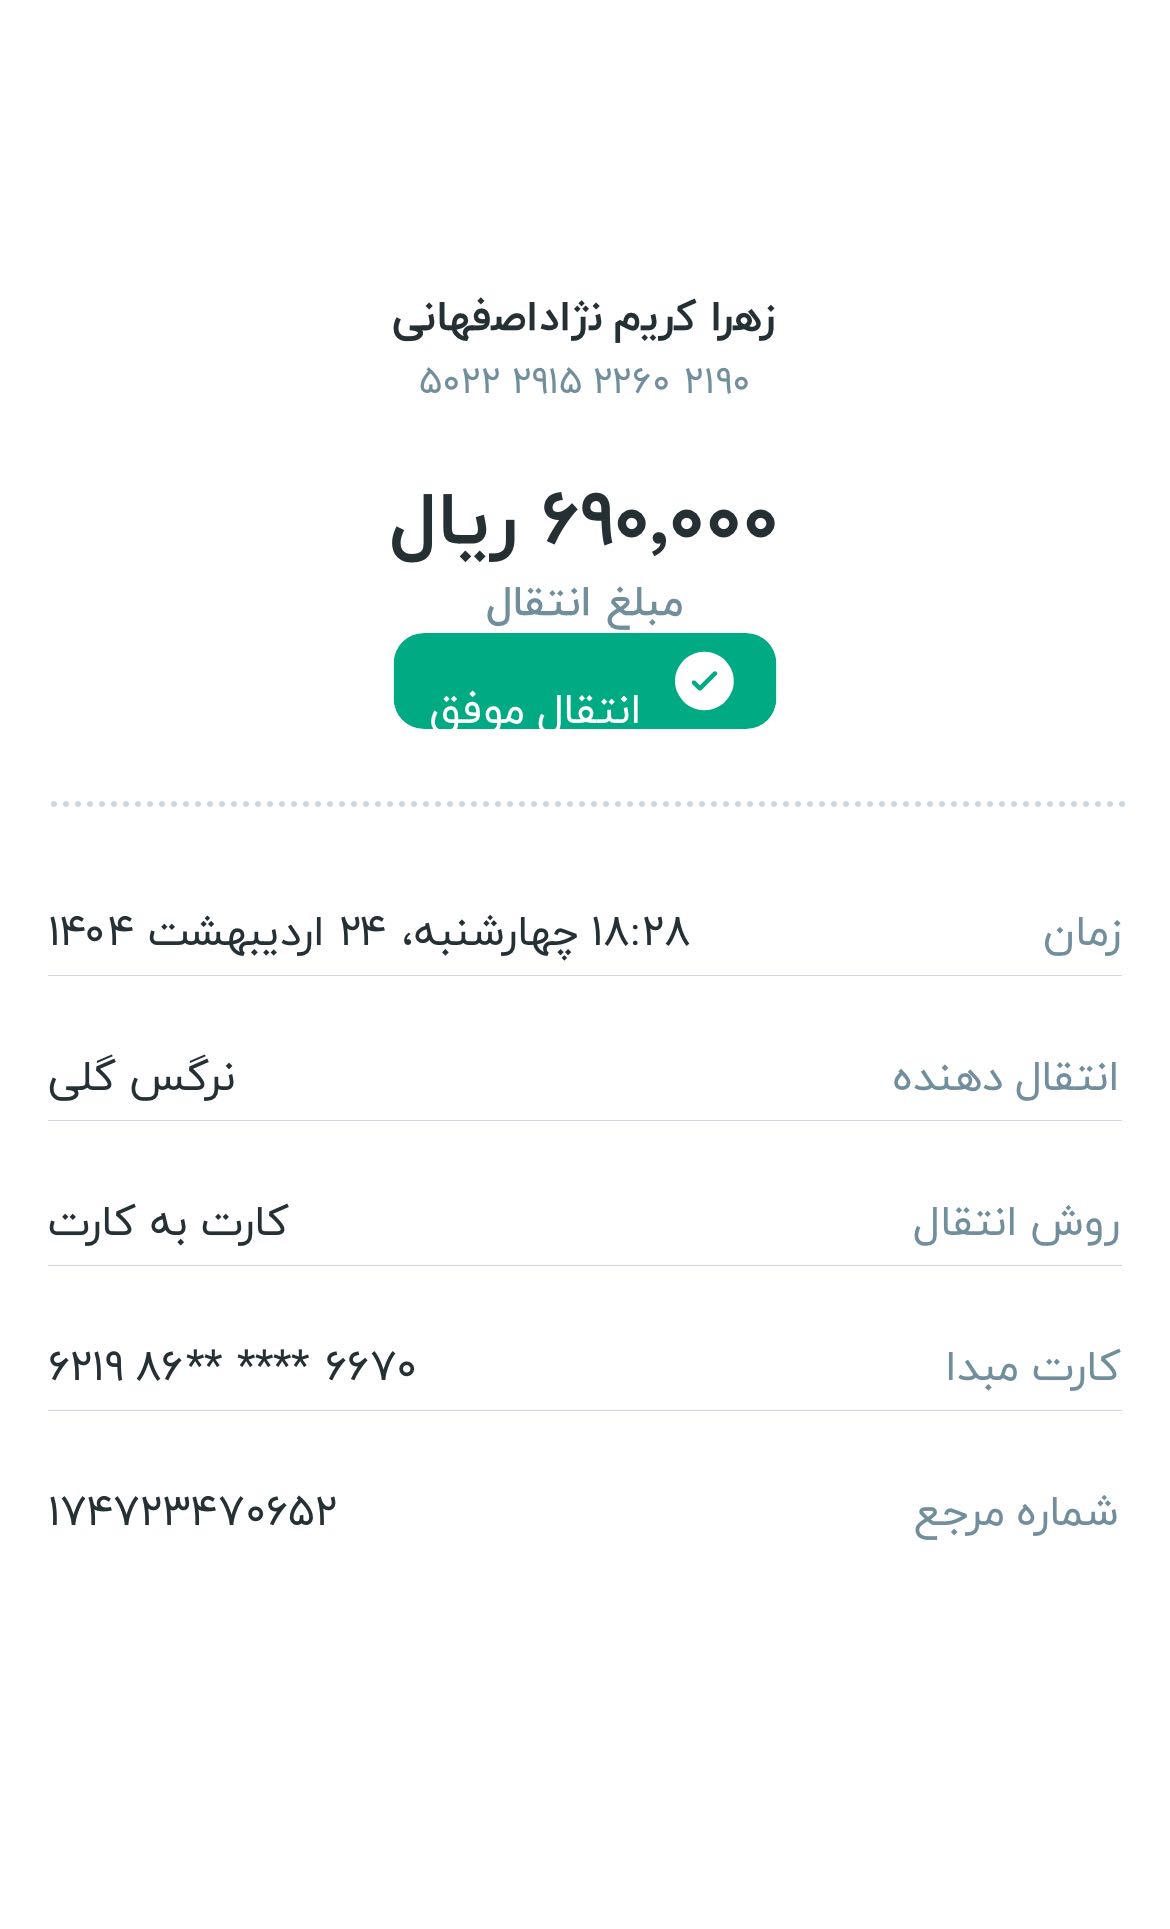 زهرا کریم نژاداصفهانی
۵۰۲۲ ۲۹۱۵ ۲۲۶۰ ۲۱۹۰
۶۹۰,۰۰۰ ریال
مبلغ انتقال
انتقال موفق
زمان ۱۸:۲۸ چهارشنبه، ۲۴ اردیبهشت ۱۴۰۴
انتقال دهنده نرگس گلی
روش انتقال کارت به کارت
کارت مبدا ۶۲۱۹ ۸۶** **** ۶۶۷۰
شماره مرجع ۱۷۴۷۲۳۴۷۰۶۵۲